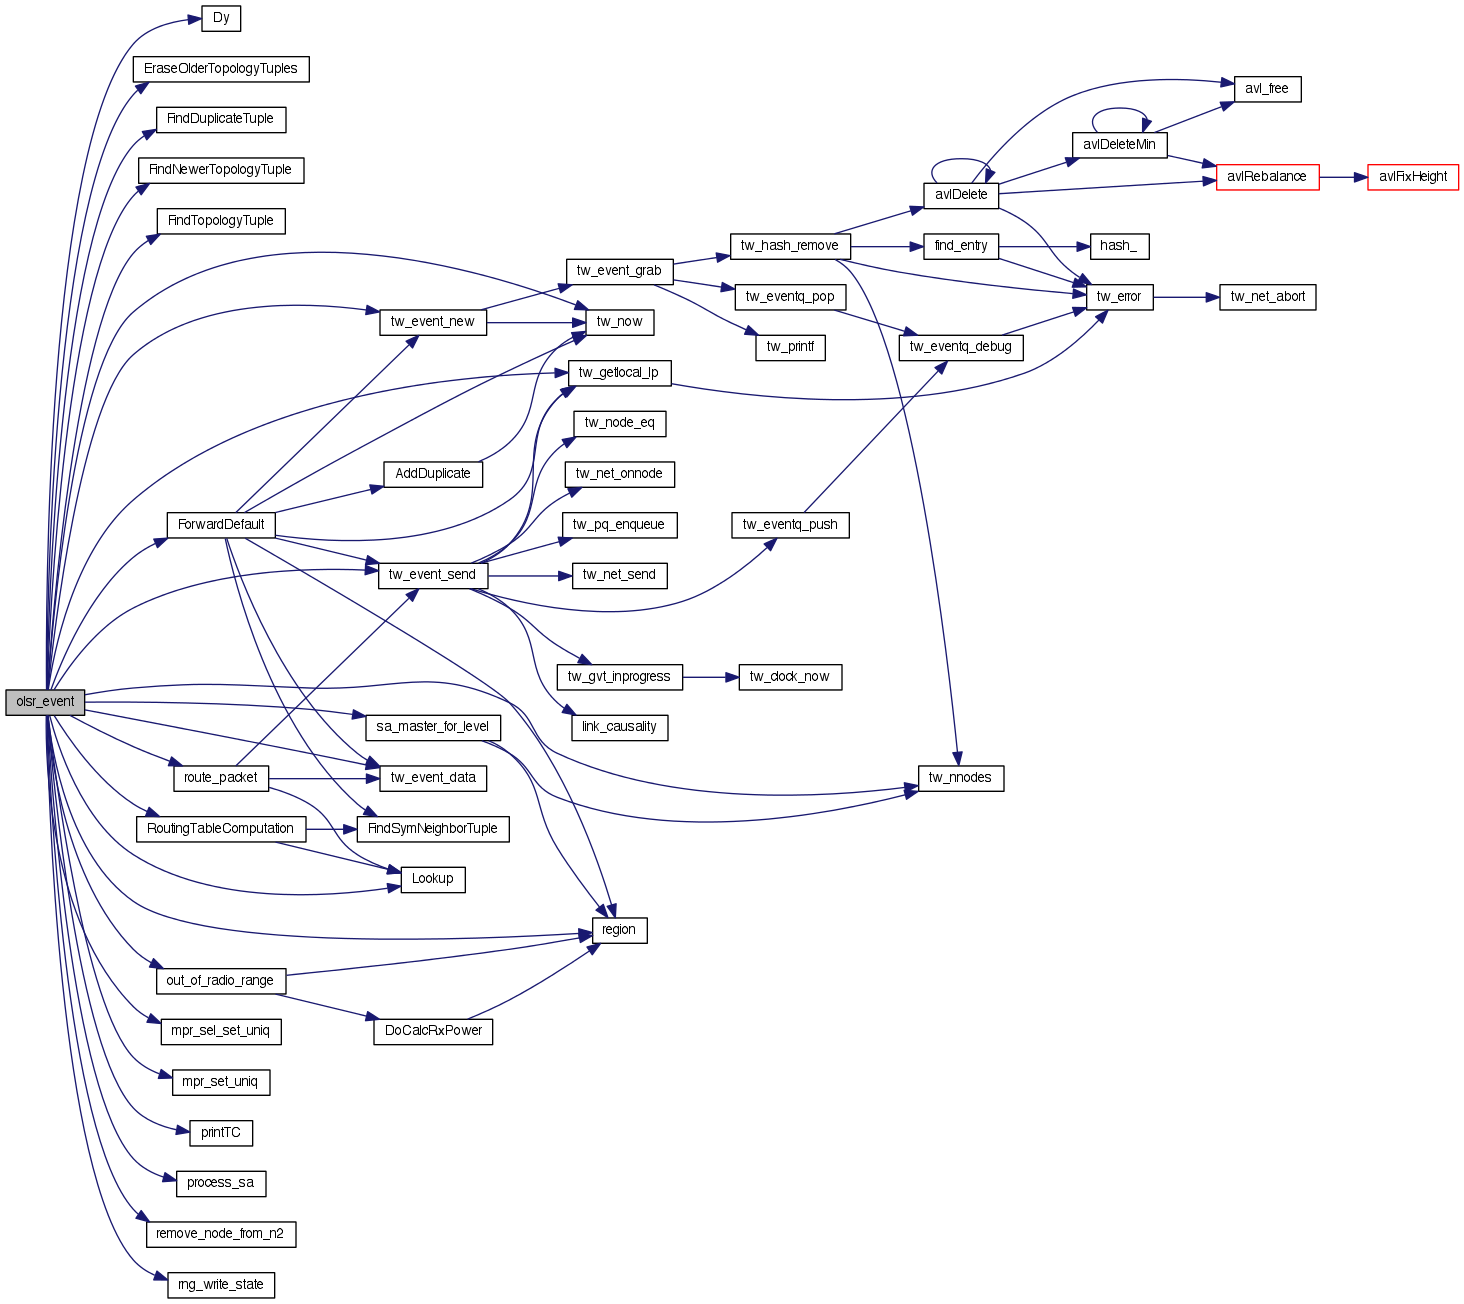 Dy
EraseOlderTopologyTuples
FindDuplicateTuple
FindNewerTopologyTuple
FindTopologyTuple
avl_free
avlDeleteMin
avlRebalance
avlFixHeight
avlDelete
tw_hash_remove
find_entry
hash_
tw_event_grab
tw_eventq_pop
tw_error
tw_net_abort
tw_event_new
tw_now
tw_printf
tw_eventq_debug
tw_getlocal_lp
tw_node_eq
AddDuplicate
tw_net_onnode
ForwardDefault
tw_pq_enqueue
tw_eventq_push
tw_event_send
tw_net_send
tw_gvt_inprogress
tw_clock_now
olsr_event
sa_master_for_level
link_causality
route_packet
tw_event_data
tw_nnodes
RoutingTableComputation
FindSymNeighborTuple
Lookup
region
out_of_radio_range
mpr_sel_set_uniq
DoCalcRxPower
mpr_set_uniq
printTC
process_sa
remove_node_from_n2
rng_write_state